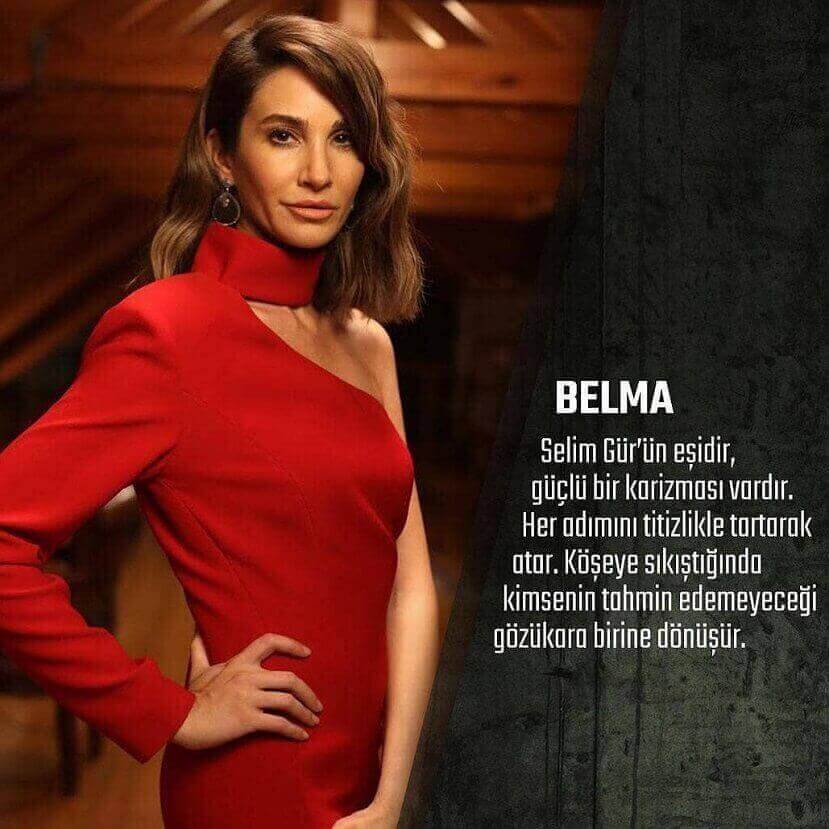 BELMA
Selim Gür'ün eşidir,
güçlü bir karizması vardır.
Her adımını titizlikle tartarak
atar. Köşeye sıkıştığında
kimsenin tahmin edemeyeceği
gözükara birine dönüşür.